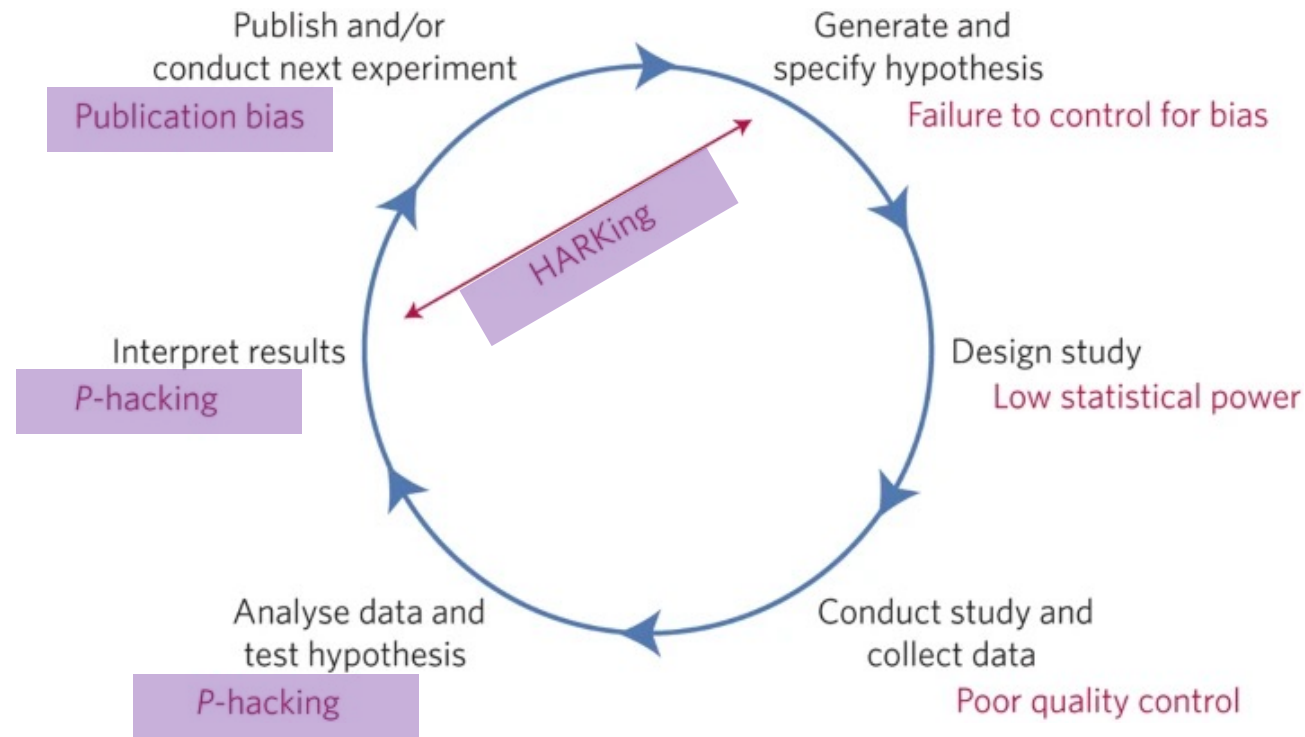 Publish and/or
conduct next experiment
Publication bias
Generate and
specify hypothesis
Failure to control for bias
HARKing
Interpret results
P-hacking
Design study
Low statistical power
Analyse data and
test hypothesis
P-hacking
Conduct study and
collect data
Poor quality control